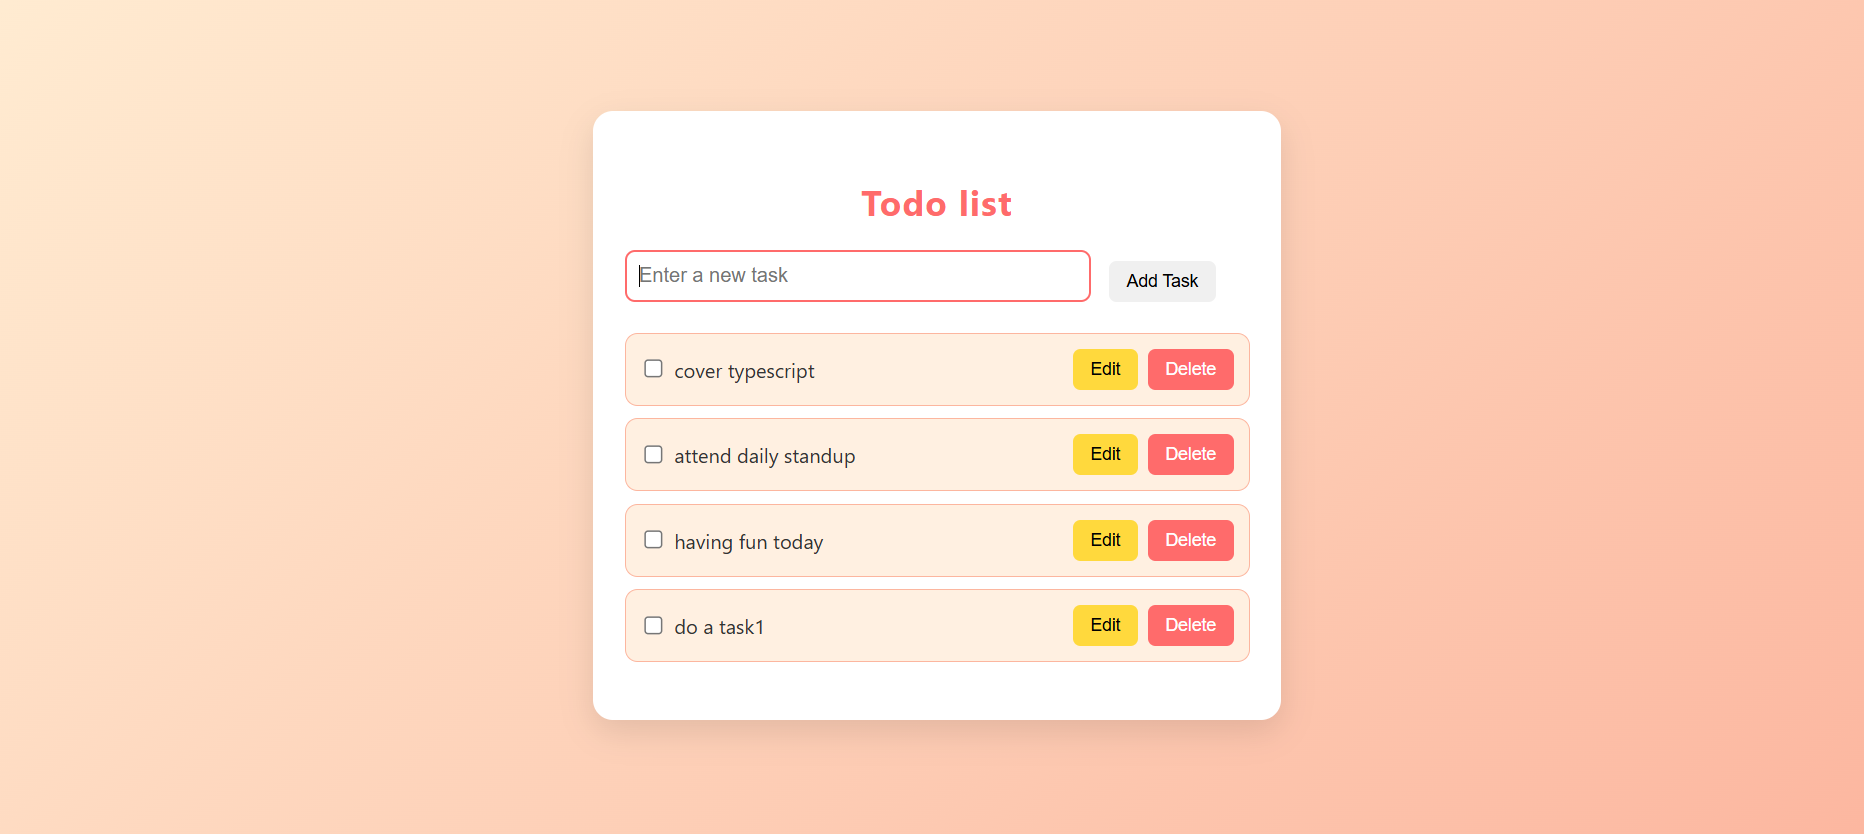 Todo list
Enter a new task
Add Task
cover typescript Edit Delete
attend daily standup Edit Delete
having fun today Edit Delete
do a task1 Edit Delete